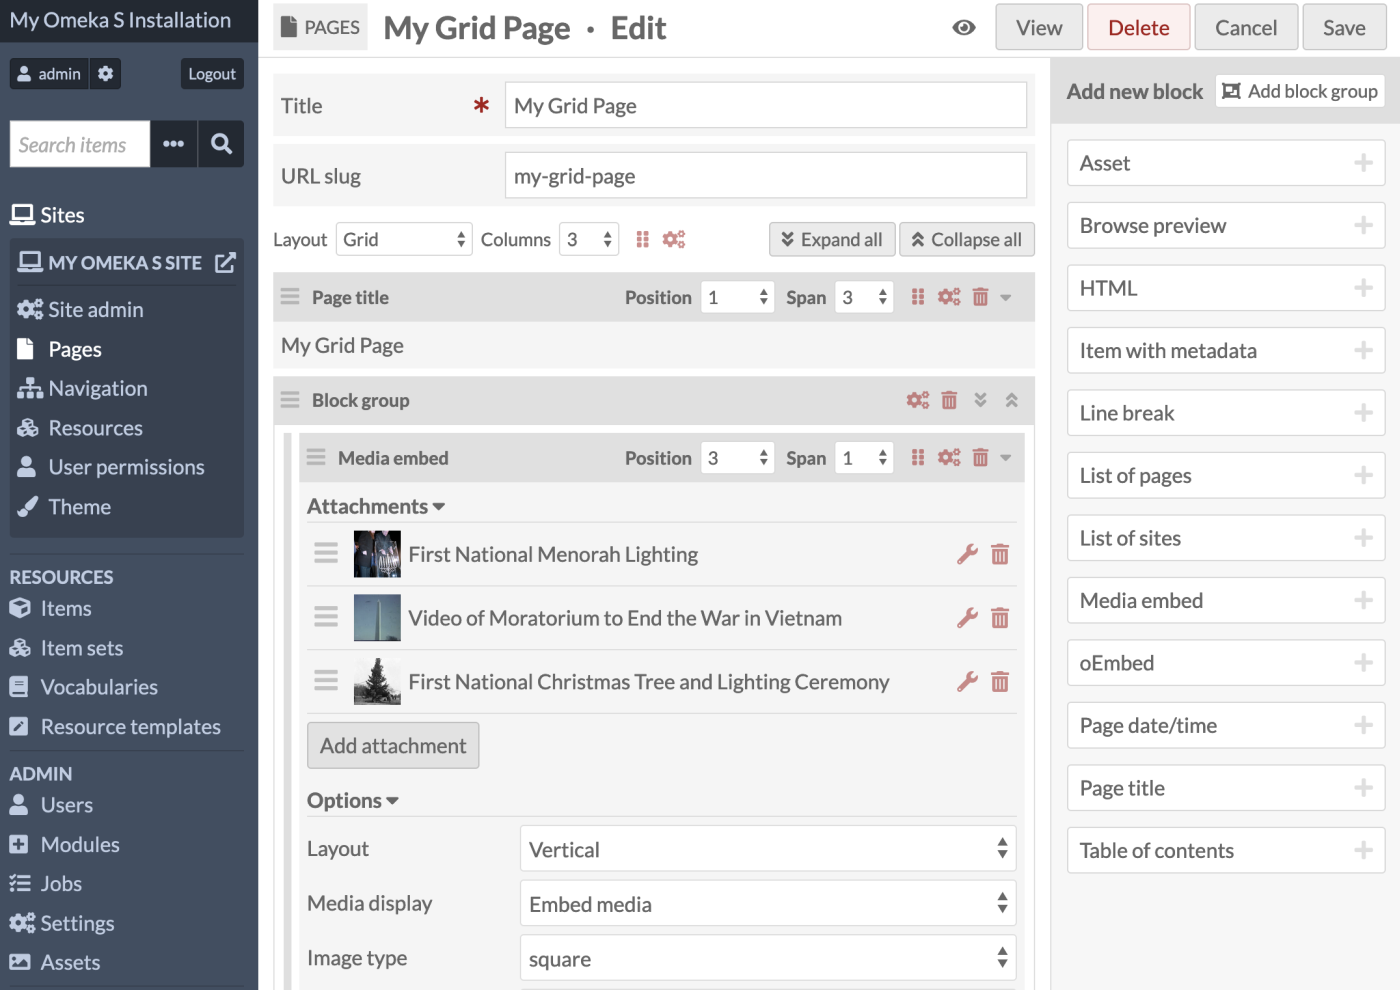 My Omeka S Installation
admin
Logout
Search items
Sites
MY OMEKA S SITE
Site admin
Pages
Navigation
Resources
User permissions
Theme
RESOURCES
Items
Item sets
Vocabularies
Resource templates
ADMIN
Users
Modules
Jobs
Settings
Assets
PAGES My Grid Page · Edit
View Delete Cancel Save
Title * My Grid Page
URL slug my-grid-page
Layout Grid Columns 3 Expand all Collapse all
Page title Position 1 Span 3
My Grid Page
Block group
Media embed Position 3 Span 1
Attachments
First National Menorah Lighting
Video of Moratorium to End the War in Vietnam
First National Christmas Tree and Lighting Ceremony
Add attachment
Options
Layout Vertical
Media display Embed media
Image type square
Add new block Add block group
Asset
Browse preview
HTML
Item with metadata
Line break
List of pages
List of sites
Media embed
oEmbed
Page date/time
Page title
Table of contents